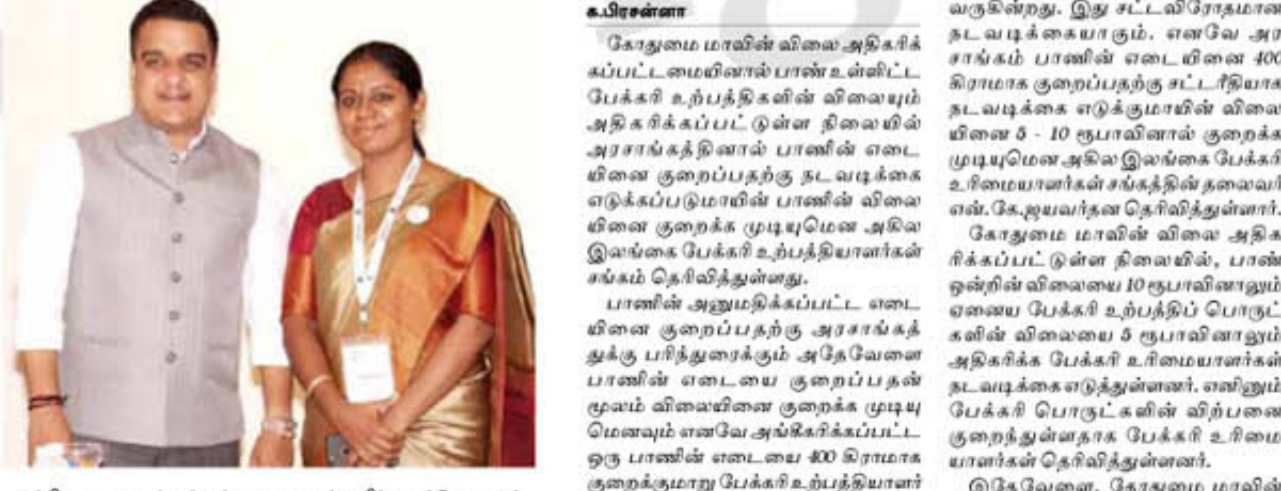 க.பிரசன்னா
கோதுமை மாவின் விலை அதிகரிக்
கப்பட்டமையினால் பாண் உள்ளிட்ட
பேக்கரி உற்பத்திகளின் விலையும்
அதிகரிக்கப்பட்டுள்ள நிலையில்
அரசாங்கத்தினால் பாணின் எடை
யினை குறைப்பதற்கு நடவடிக்கை
எடுக்கப்படுமாயின் பாணின் விலை
யினை குறைக்க முடியுமென அகில
இலங்கை பேக்கரி உற்பத்தியாளர்கள்
சங்கம் தெரிவித்துள்ளது.
பாணின் அனுமதிக்கப்பட்ட எடை
யினை குறைப்பதற்கு அரசாங்கத்
துக்கு பரிந்துரைக்கும் அதேவேளை
பாணின் எடையை குறைப்பதன்
மூலம் விலையினை குறைக்க முடியு
மெனவும் எனவே அங்கீகரிக்கப்பட்ட
ஒரு பாணின் எடையை 400 கிராமாக
குறைக்குமாறு பேக்கரி உற்பத்தியாளர்
வருகின்றது. இது சட்டவிரோதமான
நடவடிக்கையாகும். எனவே அர
சாங்கம் பாணின் எடையினை 400
கிராமாக குறைப்பதற்கு சட்டரீதியாக
நடவடிக்கை எடுக்குமாயின் விலை
யினை 5 - 10 ரூபாவினால் குறைக்க
முடியுமென அகில இலங்கை பேக்கரி
உரிமையாளர்கள் சங்கத்தின் தலைவர்
என்.கே.ஜயவர்தன தெரிவித்துள்ளார்.
கோதுமை மாவின் விலை அதிக
ரிக்கப்பட்டுள்ள நிலையில், பாண்
ஒன்றின் விலையை 10 ரூபாவினாலும்
ஏனைய பேக்கரி உற்பத்திப் பொருட்
களின் விலையை 5 ரூபாவினாலும்
அதிகரிக்க பேக்கரி உரிமையாளர்கள்
நடவடிக்கை எடுத்துள்ளனர். எனினும்
பேக்கரி பொருட்களின் விற்பனை
குறைந்துள்ளதாக பேக்கரி உரிமை
யாளர்கள் தெரிவித்துள்ளனர்.
இதேவேளை, கோதுமை மாவின்